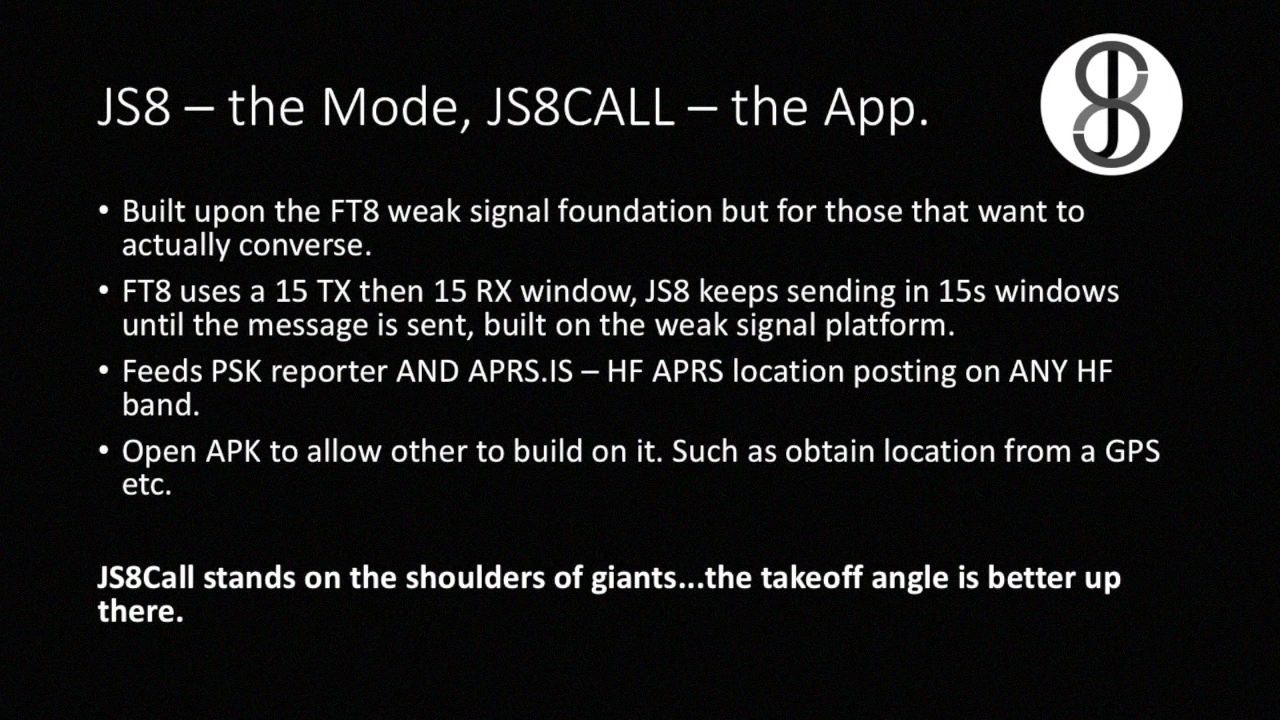 JS8 – the Mode, JS8CALL – the App.
• Built upon the FT8 weak signal foundation but for those that want to
actually converse.
• FT8 uses a 15 TX then 15 RX window, JS8 keeps sending in 15s windows
until the message is sent, built on the weak signal platform.
• Feeds PSK reporter AND APRS.IS – HF APRS location posting on ANY HF
band.
• Open APK to allow other to build on it. Such as obtain location from a GPS
etc.
JS8Call stands on the shoulders of giants...the takeoff angle is better up
there.